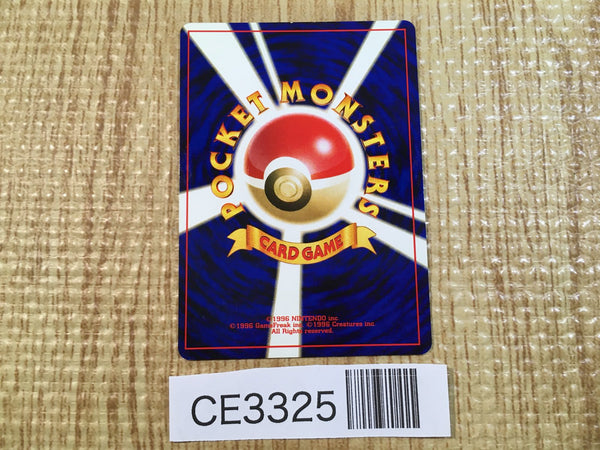 POCKET MONSTERS
CARD GAME
©1996 NINTENDO inc
©1996 GameFreak inc. ©1996 Creatures inc.
All Rights reserved.
CE3325